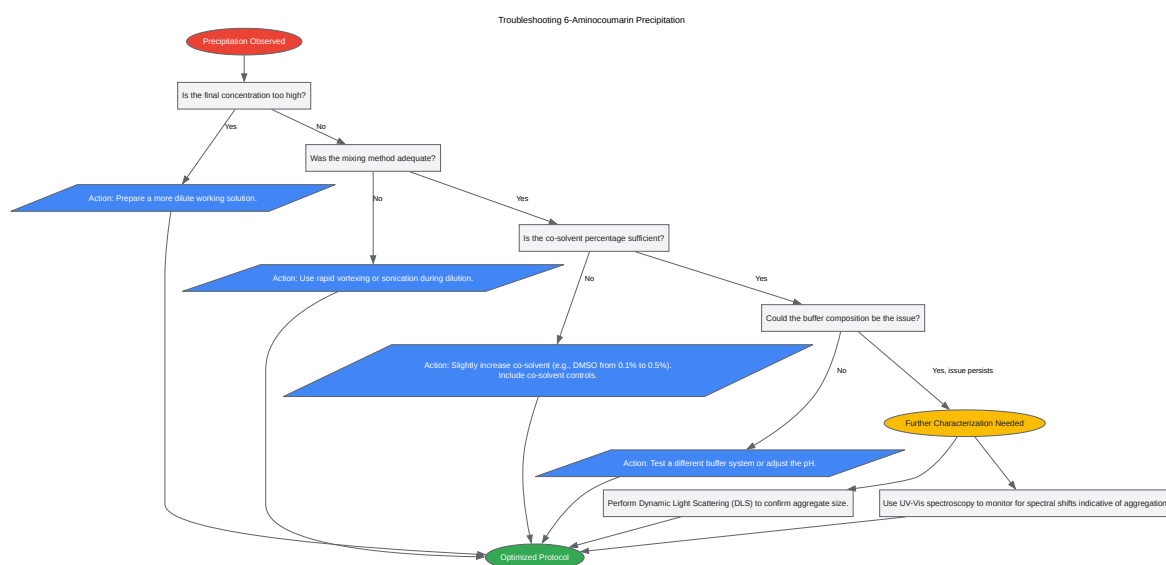 Troubleshooting 6-Aminocoumarin Precipitation
Precipitation Observed
Is the final concentration too high?
Yes
No
Was the mixing method adequate?
Action: Prepare a more dilute working solution.
No
Yes
Is the co-solvent percentage sufficient?
Action: Use rapid vortexing or sonication during dilution.
No
Yes
Could the buffer composition be the issue?
Action: Slightly increase co-solvent (e.g., DMSO from 0.1% to 0.5%).
Include co-solvent controls.
No
Yes, issue persists
Further Characterization Needed
Action: Test a different buffer system or adjust the pH.
Perform Dynamic Light Scattering (DLS) to confirm aggregate size.
Use UV-Vis spectroscopy to monitor for spectral shifts indicative of aggregation
Optimized Protocol